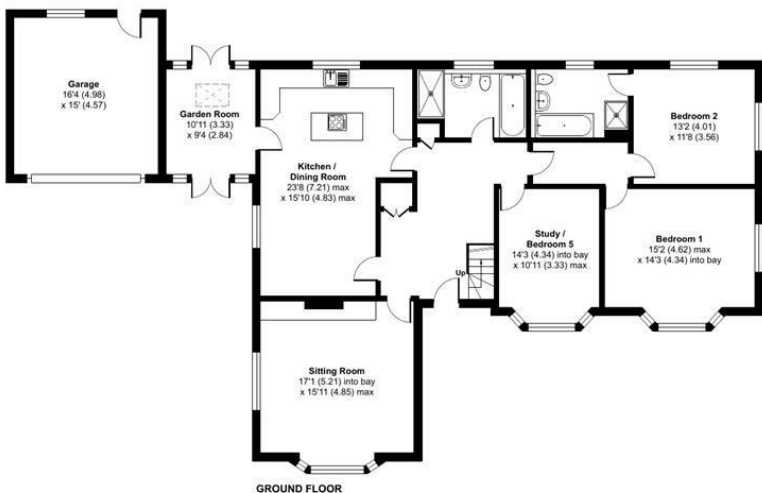 Garage
16'4 (4.98)
x 15' (4.57)
Garden Room
10'11 (3.33)
x 9'4 (2.84)
Kitchen /
Dining Room
23'8 (7.21) max
x 15'10 (4.83) max
Bedroom 2
13'2 (4.01)
x 11'8 (3.56)
Study /
Bedroom 5
14'3 (4.34) into bay
x 10'11 (3.33) max
Bedroom 1
15'2 (4.62) max
x 14'3 (4.34) into bay
Up
Sitting Room
17'1 (5.21) into bay
x 15'11 (4.85) max
GROUND FLOOR